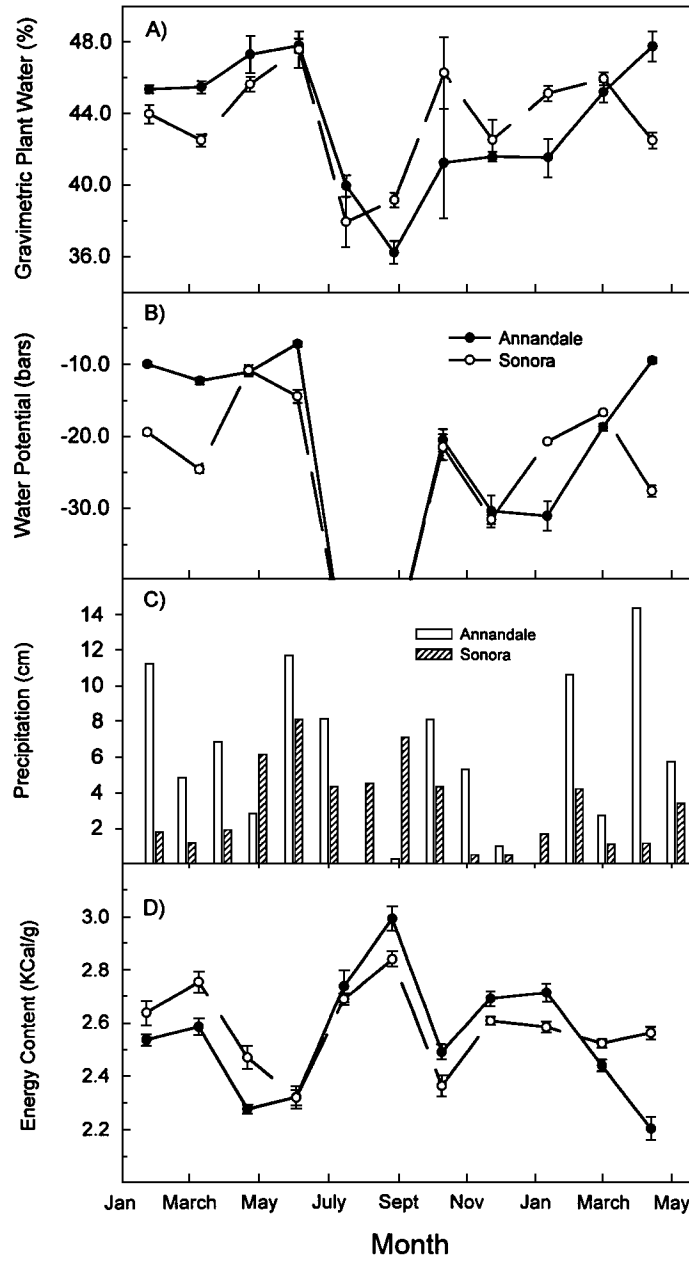 A)
Gravimetric Plant Water (%)
48.0
44.0
40.0
36.0
B)
Water Potential (bars)
-10.0
-20.0
-30.0
Annandale
Sonora
C)
Precipitation (cm)
14
12
10
8
6
4
2
Annandale
Sonora
D)
Energy Content (KCal/g)
3.0
2.8
2.6
2.4
2.2
Jan March May July Sept Nov Jan March May
Month